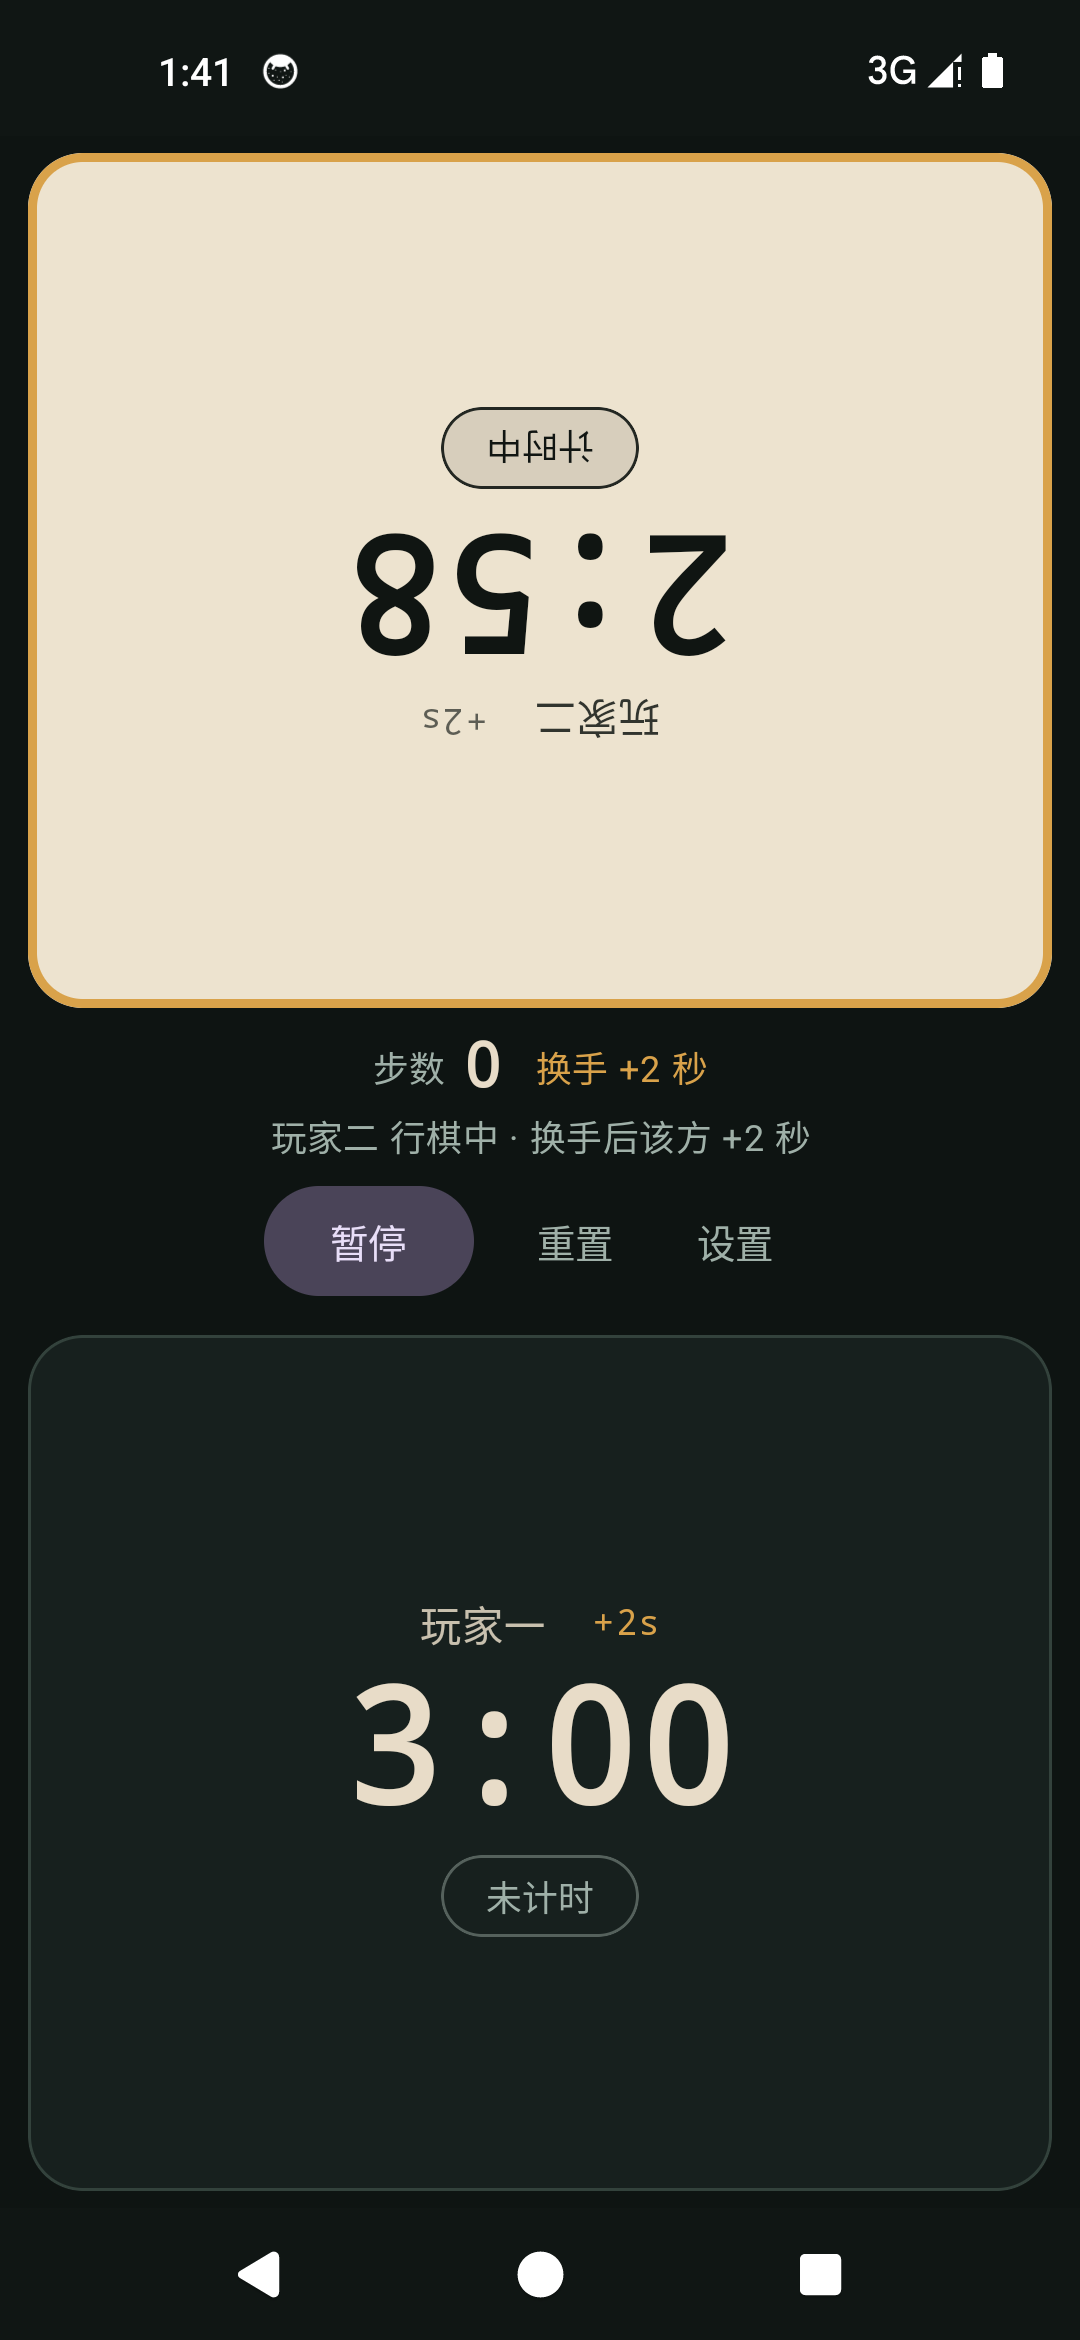 1:41 3G
计时中
2:58
玩家二 +2s
步数 0 换手 +2 秒
玩家二 行棋中 · 换手后该方 +2 秒
暂停 重置 设置
玩家一 +2s
3:00
未计时